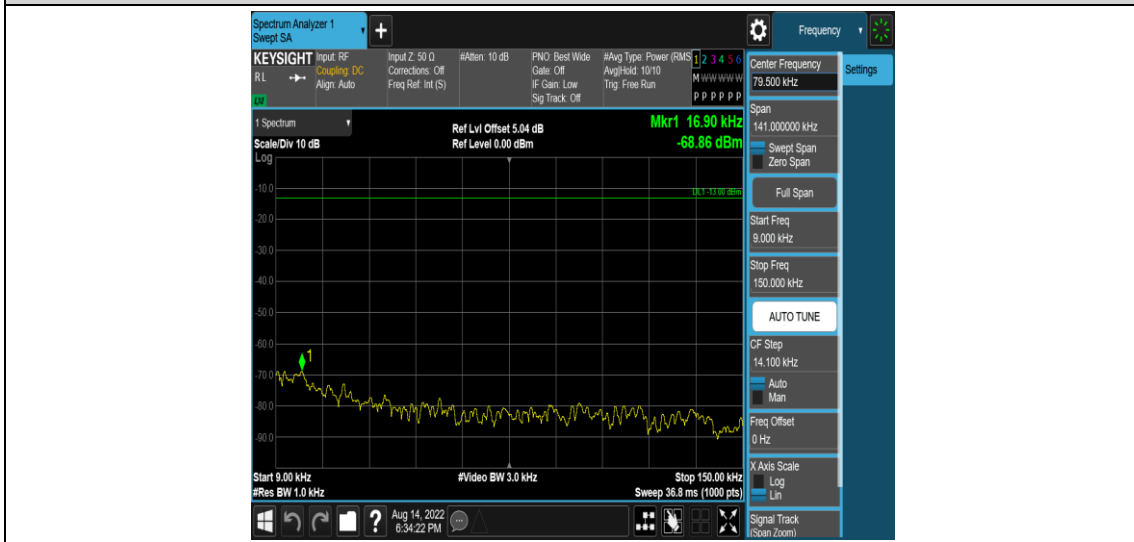 Spectrum Analyzer 1
Swept SA
+
Frequency
KEYSIGHT
RL
Input: RF
Coupling: DC
Align: Auto
Input Z: 50 Ω
Corrections: Off
Freq Ref: Int (S)
#Atten: 10 dB
PNO: Best Wide
Gate: Off
IF Gain: Low
Sig Track: Off
#Avg Type: Power (RMS
Avg|Hold: 10/10
Trig: Free Run
1 2 3 4 5 6
M W W W W W
P P P P P P
1 Spectrum
Scale/Div 10 dB
Log
Ref Lvl Offset 5.04 dB
Ref Level 0.00 dBm
Mkr1 16.90 kHz
-68.86 dBm
DL1 -13.00 dBm
-10.0
-20.0
-30.0
-40.0
-50.0
-60.0
-70.0
-80.0
-90.0
1
Start 9.00 kHz
#Res BW 1.0 kHz
#Video BW 3.0 kHz
Stop 150.00 kHz
Sweep 36.8 ms (1000 pts)
Center Frequency
79.500 kHz
Settings
Span
141.000000 kHz
Swept Span
Zero Span
Full Span
Start Freq
9.000 kHz
Stop Freq
150.000 kHz
AUTO TUNE
CF Step
14.100 kHz
Auto
Man
Freq Offset
0 Hz
X Axis Scale
Log
Lin
Signal Track
(Span Zoom)
?
Aug 14, 2022
6:34:22 PM